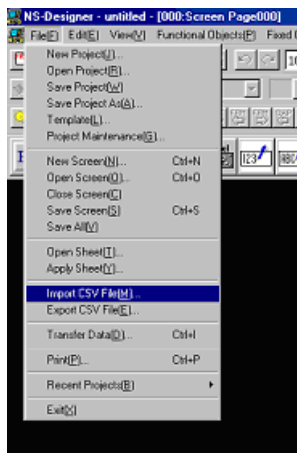 NS-Designer - untitled - [000:Screen Page000]
File[F] Edit[E] View[V] Functional Objects[P] Fixed
New Project[J]...
Open Project[R]...
Save Project[W]
Save Project As[A]...
Template[L]...
Project Maintenance[G]...
New Screen[N]... Ctrl+N
Open Screen[O]... Ctrl+O
Close Screen[C]
Save Screen[S] Ctrl+S
Save All[V]
Open Sheet[T]...
Apply Sheet[Y]...
Import CSV File[M]...
Export CSV File[E]...
Transfer Data[D]... Ctrl+I
Print[P]... Ctrl+P
Recent Projects[B]
Exit[X]
123
ABC